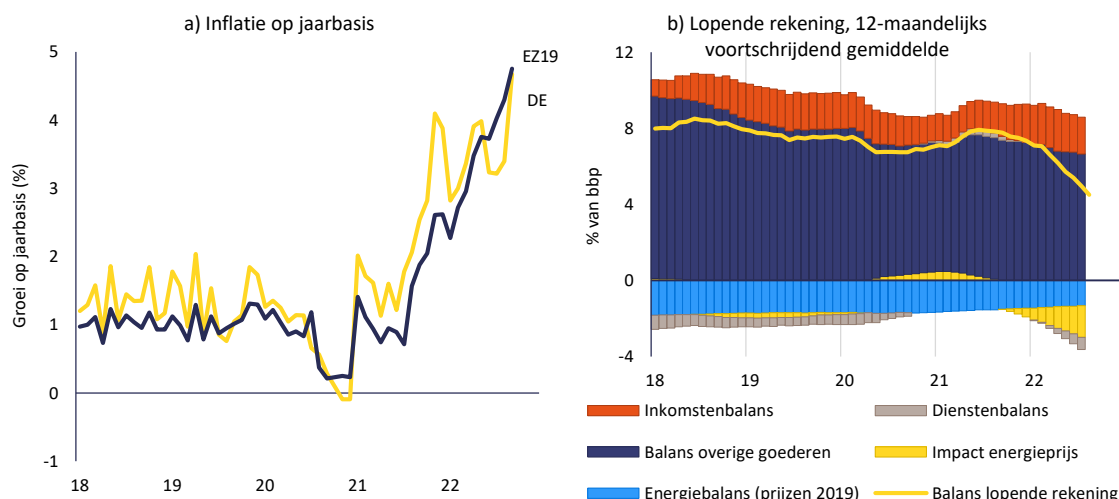 a) Inflatie op jaarbasis
Groei op jaarbasis (%)
5
4
3
2
1
0
-1
18 19 20 21 22
EZ19
DE
b) Lopende rekening, 12-maandelijks
voortschrijdend gemiddelde
% van bbp
12
8
4
0
-4
18 19 20 21 22
Inkomstenbalans
Dienstenbalans
Balans overige goederen
Impact energieprijs
Energiebalans (prijzen 2019)
Balans lopende rekening